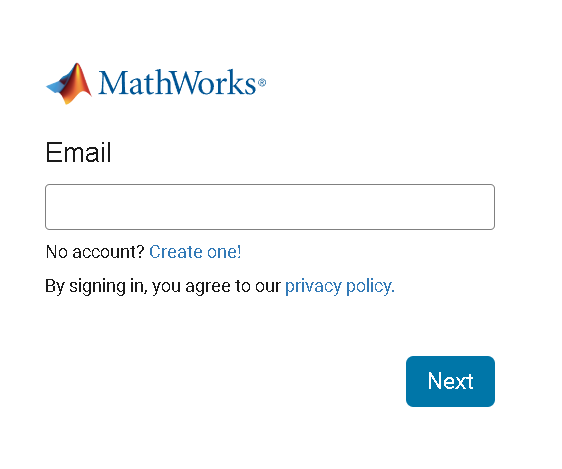 MathWorks®
Email
No account? Create one!
By signing in, you agree to our privacy policy.
Next